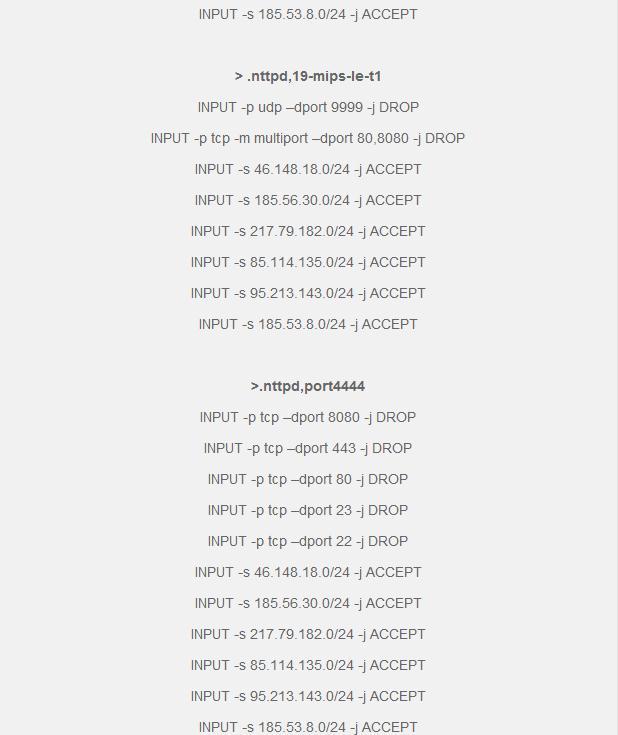 INPUT -s 185.53.8.0/24 -j ACCEPT
> .nttpd,19-mips-le-t1
INPUT -p udp –dport 9999 -j DROP
INPUT -p tcp -m multiport –dport 80,8080 -j DROP
INPUT -s 46.148.18.0/24 -j ACCEPT
INPUT -s 185.56.30.0/24 -j ACCEPT
INPUT -s 217.79.182.0/24 -j ACCEPT
INPUT -s 85.114.135.0/24 -j ACCEPT
INPUT -s 95.213.143.0/24 -j ACCEPT
INPUT -s 185.53.8.0/24 -j ACCEPT
>.nttpd,port4444
INPUT -p tcp –dport 8080 -j DROP
INPUT -p tcp –dport 443 -j DROP
INPUT -p tcp –dport 80 -j DROP
INPUT -p tcp –dport 23 -j DROP
INPUT -p tcp –dport 22 -j DROP
INPUT -s 46.148.18.0/24 -j ACCEPT
INPUT -s 185.56.30.0/24 -j ACCEPT
INPUT -s 217.79.182.0/24 -j ACCEPT
INPUT -s 85.114.135.0/24 -j ACCEPT
INPUT -s 95.213.143.0/24 -j ACCEPT
INPUT -s 185.53.8.0/24 -j ACCEPT